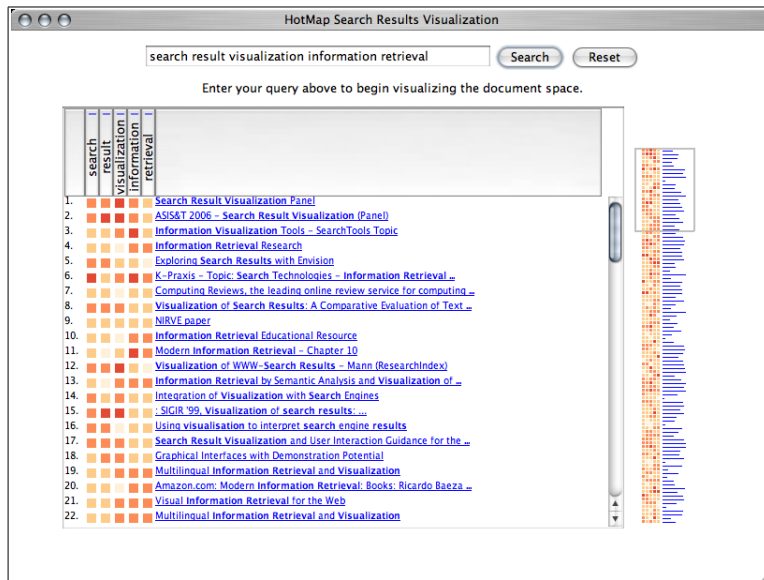 HotMap Search Results Visualization
search result visualization information retrieval
Search
Reset
Enter your query above to begin visualizing the document space.
search
result
visualization
information
retrieval
1. Search Result Visualization Panel
2. ASIS&T 2006 - Search Result Visualization (Panel)
3. Information Visualization Tools - SearchTools Topic
4. Information Retrieval Research
5. Exploring Search Results with Envision
6. K-Praxis - Topic: Search Technologies - Information Retrieval ...
7. Computing Reviews, the leading online review service for computing ...
8. Visualization of Search Results: A Comparative Evaluation of Text ...
9. NIRVE paper
10. Information Retrieval Educational Resource
11. Modern Information Retrieval - Chapter 10
12. Visualization of WWW-Search Results - Mann (ResearchIndex)
13. Information Retrieval by Semantic Analysis and Visualization of ...
14. Integration of Visualization with Search Engines
15. : SIGIR '99, Visualization of search results: ...
16. Using visualisation to interpret search engine results
17. Search Result Visualization and User Interaction Guidance for the ...
18. Graphical Interfaces with Demonstration Potential
19. Multilingual Information Retrieval and Visualization
20. Amazon.com: Modern Information Retrieval: Books: Ricardo Baeza ...
21. Visual Information Retrieval for the Web
22. Multilingual Information Retrieval and Visualization